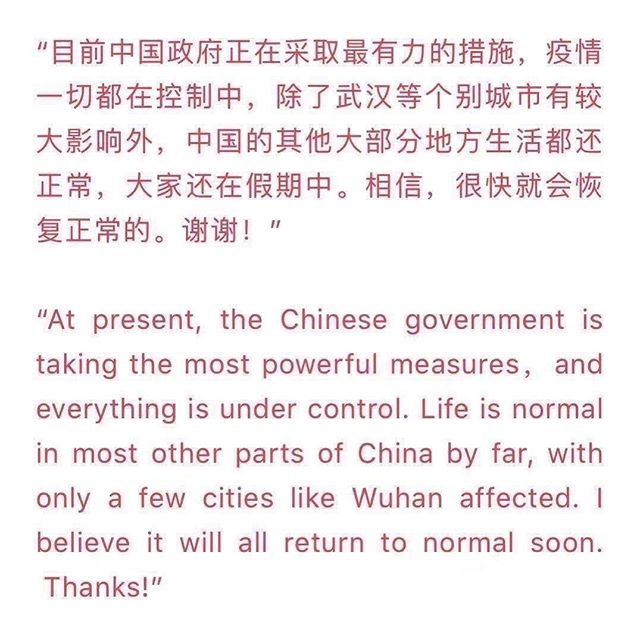 “目前中国政府正在采取最有力的措施，疫情
一切都在控制中，除了武汉等个别城市有较
大影响外，中国的其他大部分地方生活都还
正常，大家还在假期中。相信，很快就会恢
复正常的。谢谢！”
“At present, the Chinese government is
taking the most powerful measures，and
everything is under control. Life is normal
in most other parts of China by far, with
only a few cities like Wuhan affected. I
believe it will all return to normal soon.
Thanks!”